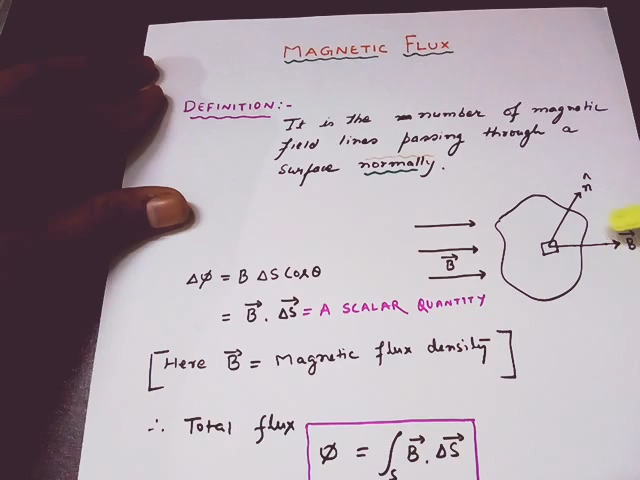 MAGNETIC FLUX
DEFINITION:-
It is the number of magnetic
field lines passing through a
surface normally.
n̂
B⃗
B⃗
Δφ = B ΔS Cosθ
= B⃗ . ΔS⃗ = A SCALAR QUANTITY
[Here B⃗ = Magnetic flux density]
∴ Total flux
φ = ∫s B⃗ . ΔS⃗